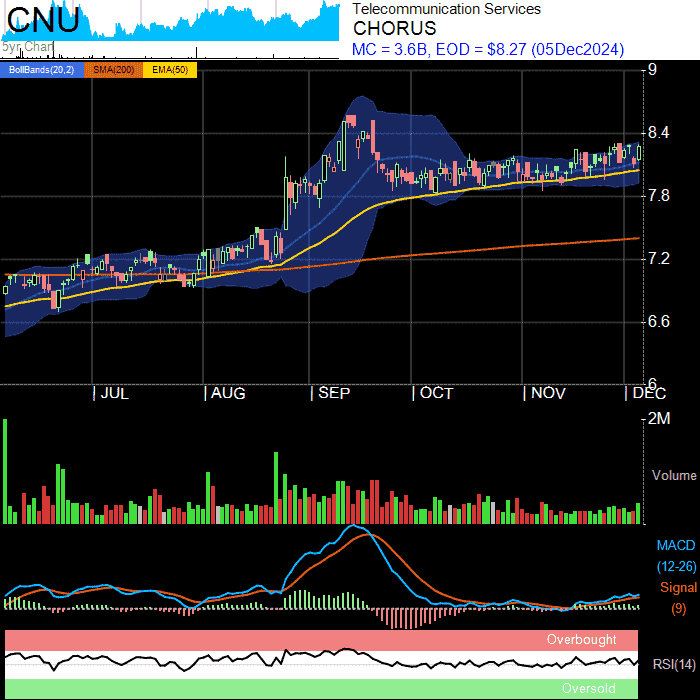 CNU
5yr Chart
Telecommunication Services
CHORUS
MC = 3.6B, EOD = $8.27 (05Dec2024)
BollBands(20,2) SMA(200) EMA(50)
9
8.4
7.8
7.2
6.6
6
JUL AUG SEP OCT NOV DEC
2M
Volume
MACD
(12-26)
Signal
(9)
Overbought
RSI(14)
Oversold